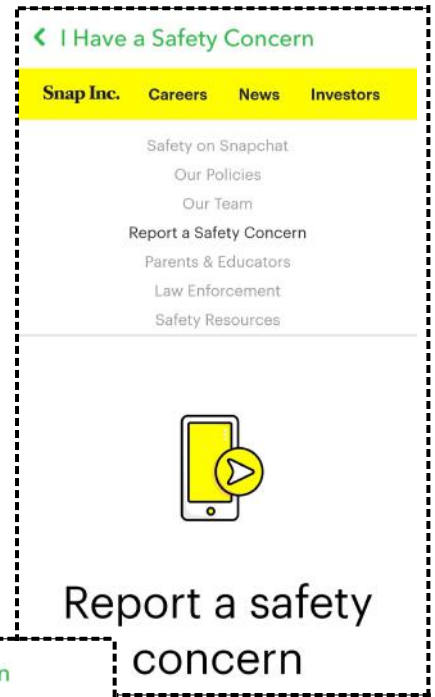 I Have a Safety Concern
Snap Inc. Careers News Investors
Safety on Snapchat
Our Policies
Our Team
Report a Safety Concern
Parents & Educators
Law Enforcement
Safety Resources
Report a safety
concern
n